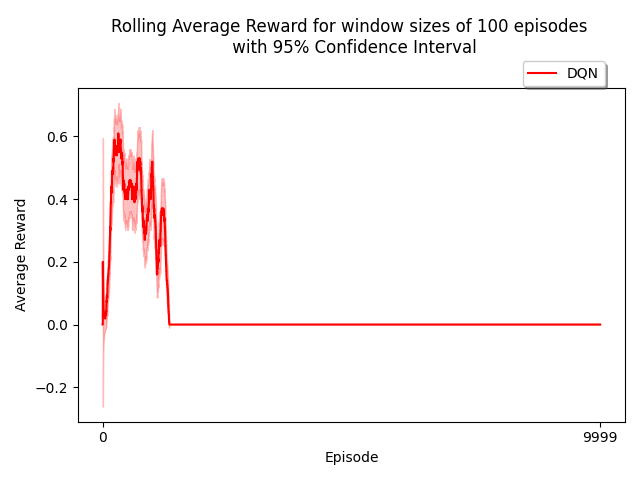 Rolling Average Reward for window sizes of 100 episodes
with 95% Confidence Interval
DQN
0.6
0.4
0.2
0.0
−0.2
Average Reward
0
9999
Episode